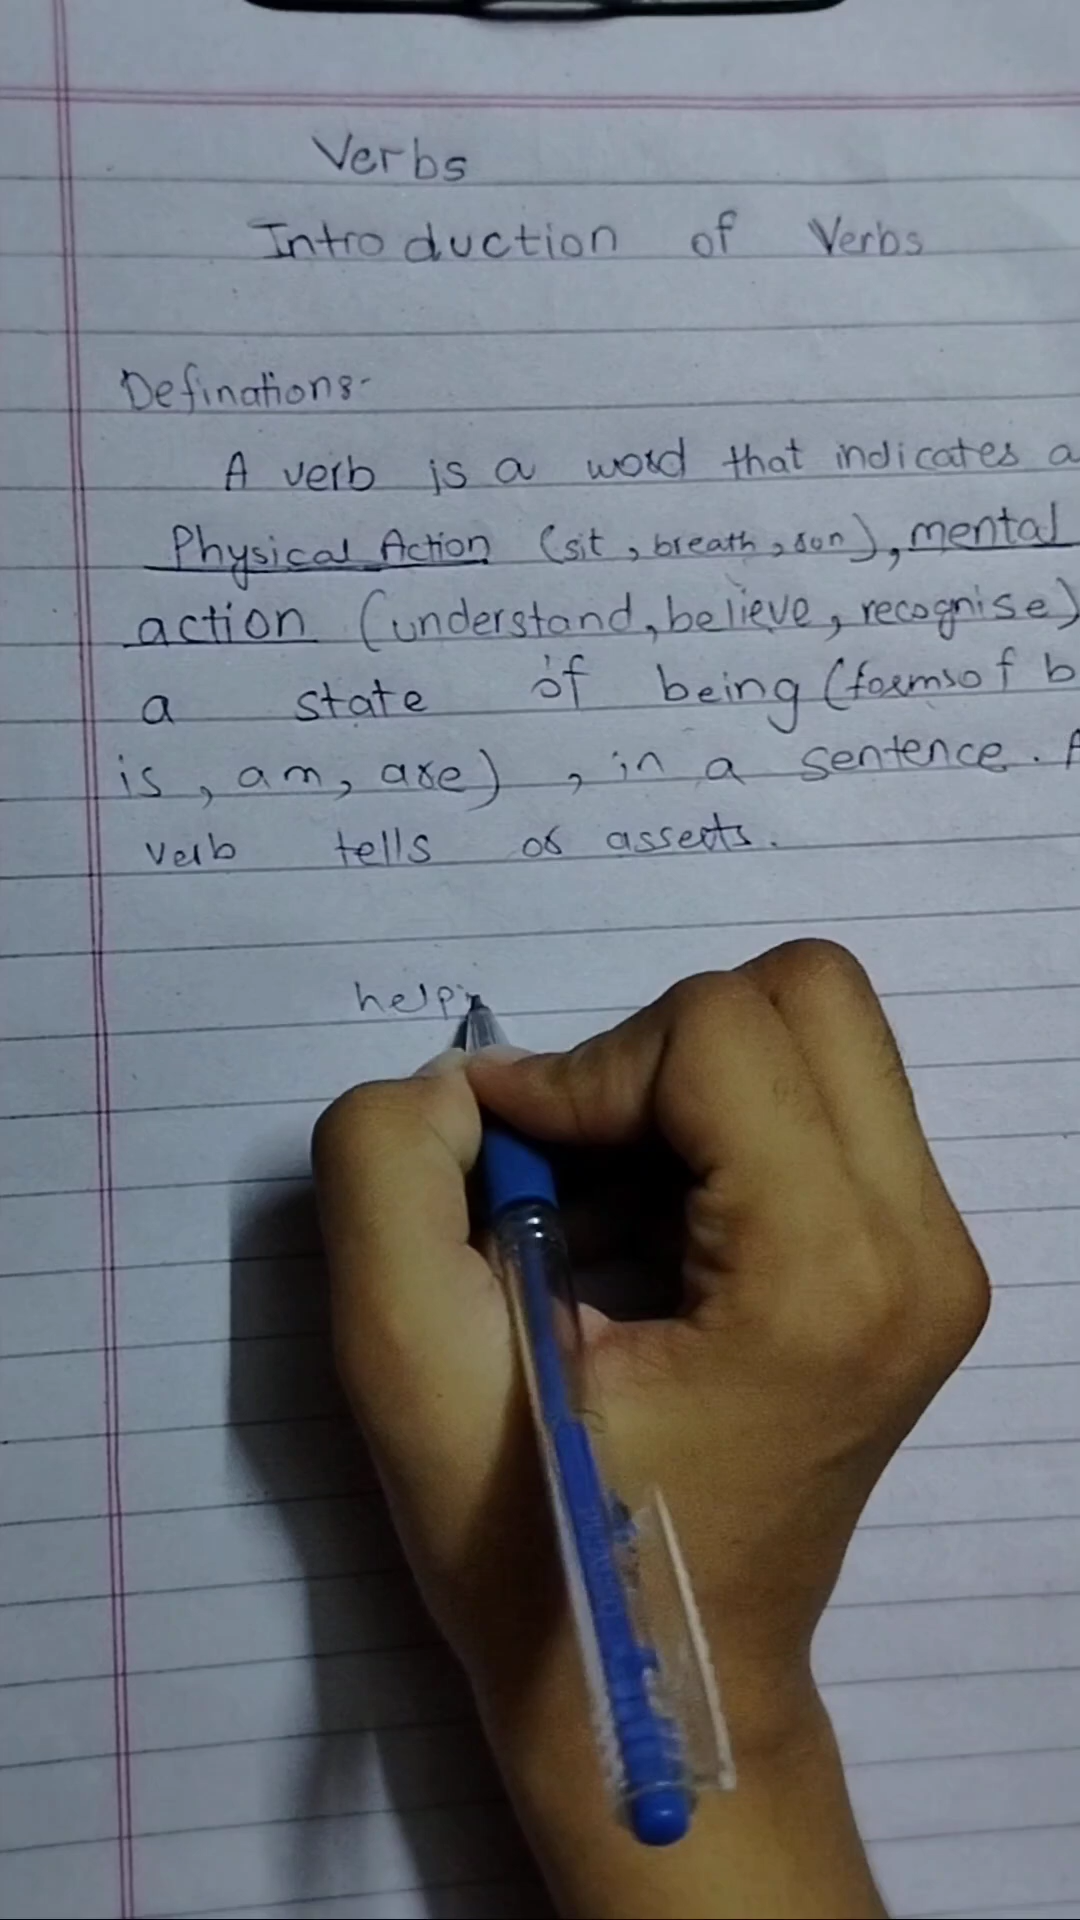 Verbs
Introduction of Verbs
Definations:-
A verb is a word that indicates a
Physical Action (sit, breath, run), mental
action (understand, believe, recognise)
a state of being (forms of b
is, am, are), in a sentence. A
verb tells or asserts.
help